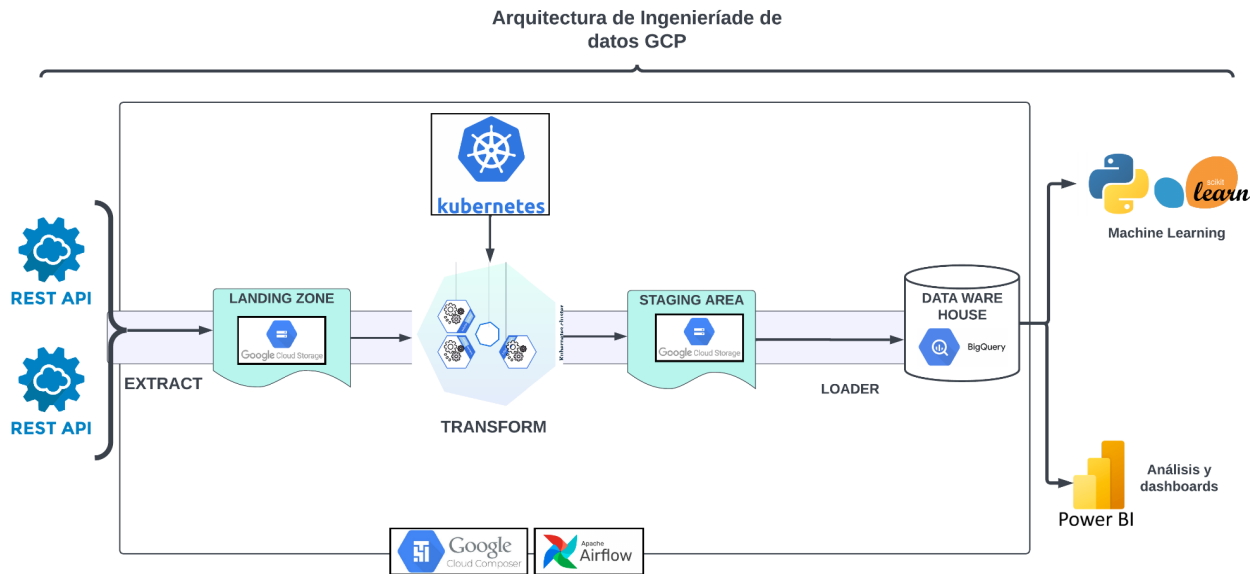 Arquitectura de Ingenieríade de
datos GCP
kubernetes
scikit
learn
Machine Learning
REST API
LANDING ZONE
Google Cloud Storage
Kubernetes cluster
STAGING AREA
Google Cloud Storage
DATA WARE
HOUSE
BigQuery
EXTRACT
TRANSFORM
LOADER
REST API
Análisis y
dashboards
Power BI
Google
Cloud Composer
Apache
Airflow